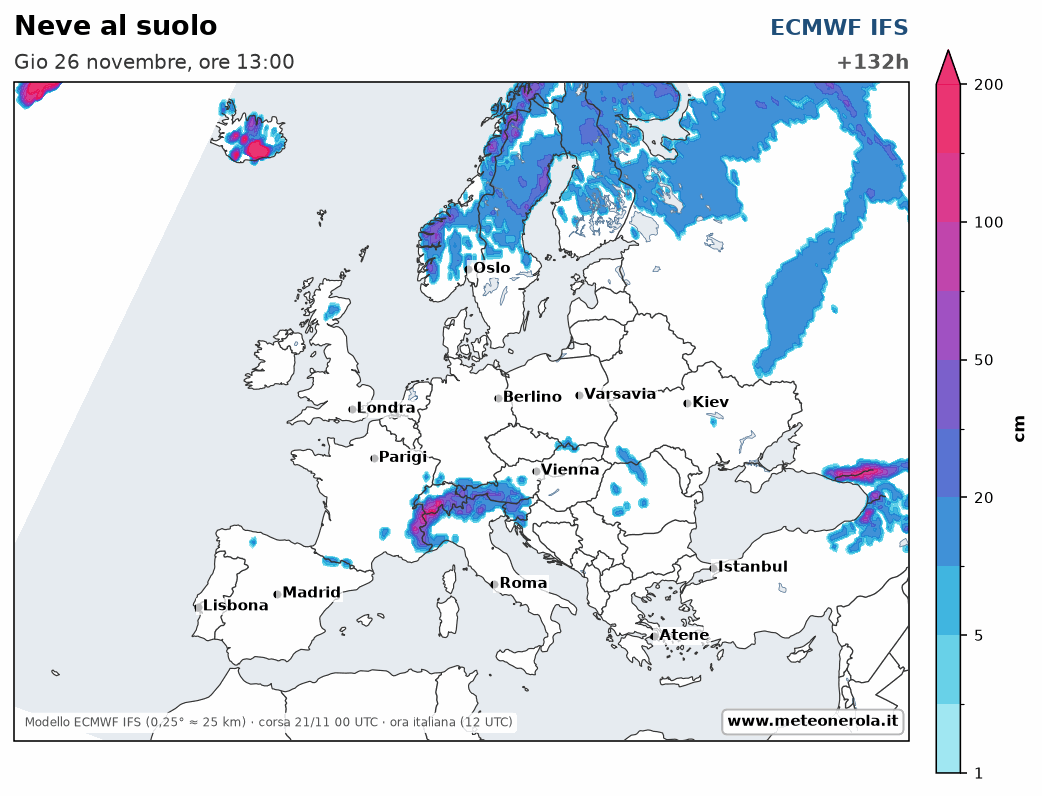 Neve al suolo
ECMWF IFS
Gio 26 novembre, ore 13:00
+132h
200
100
50
20
5
1
cm
Oslo
Londra
Berlino
Varsavia
Kiev
Parigi
Vienna
Istanbul
Roma
Madrid
Lisbona
Atene
Modello ECMWF IFS (0,25° ≈ 25 km) · corsa 21/11 00 UTC · ora italiana (12 UTC)
www.meteonerola.it